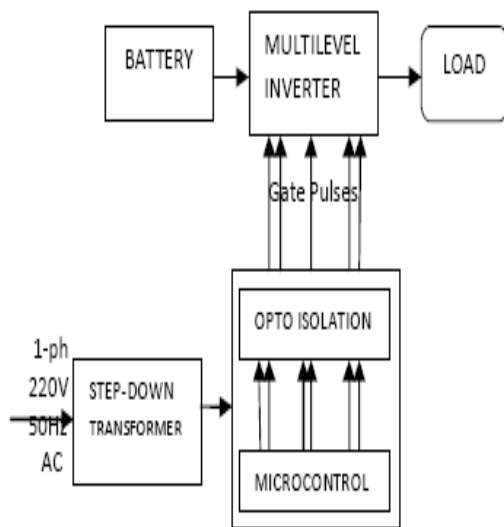 BATTERY
MULTILEVEL
INVERTER
LOAD
Gate Pulses
OPTO ISOLATION
1-ph
220V
50HZ
AC
STEP-DOWN
TRANSFORMER
MICROCONTROL